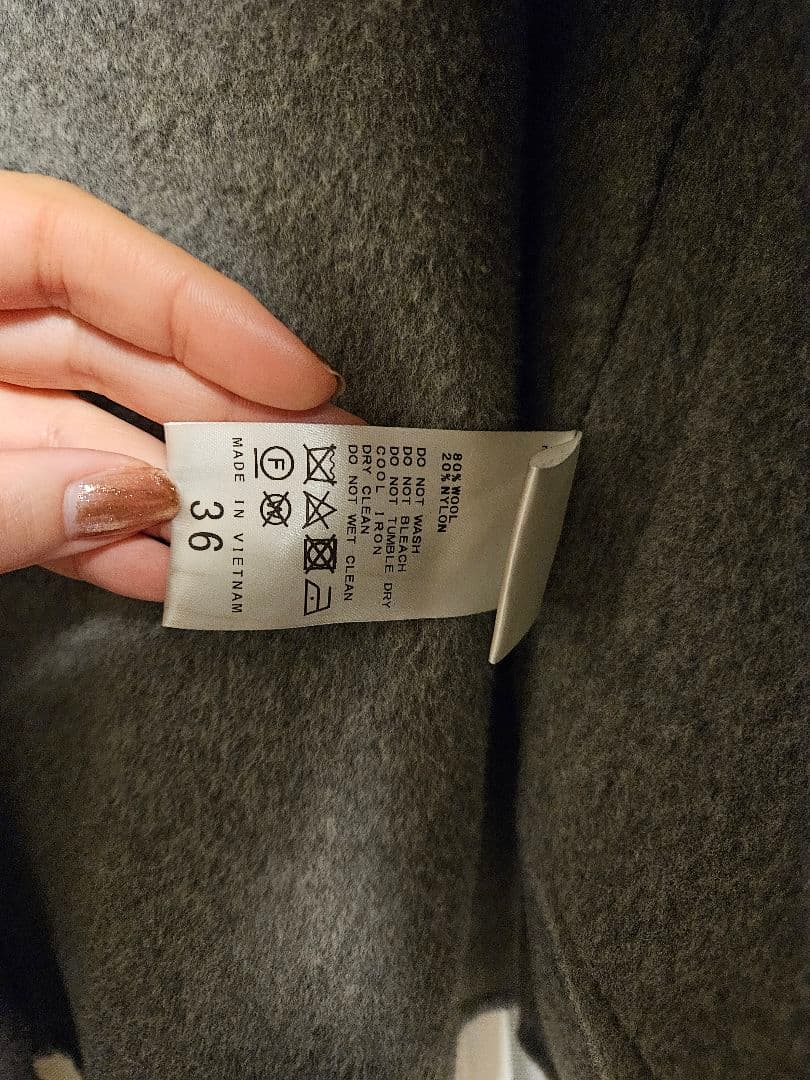 80% WOOL
20% NYLON
DO NOT WASH
DO NOT BLEACH
DO NOT TUMBLE DRY
COOL IRON
DRY CLEAN
DO NOT WET CLEAN
F W
MADE IN VIETNAM
36